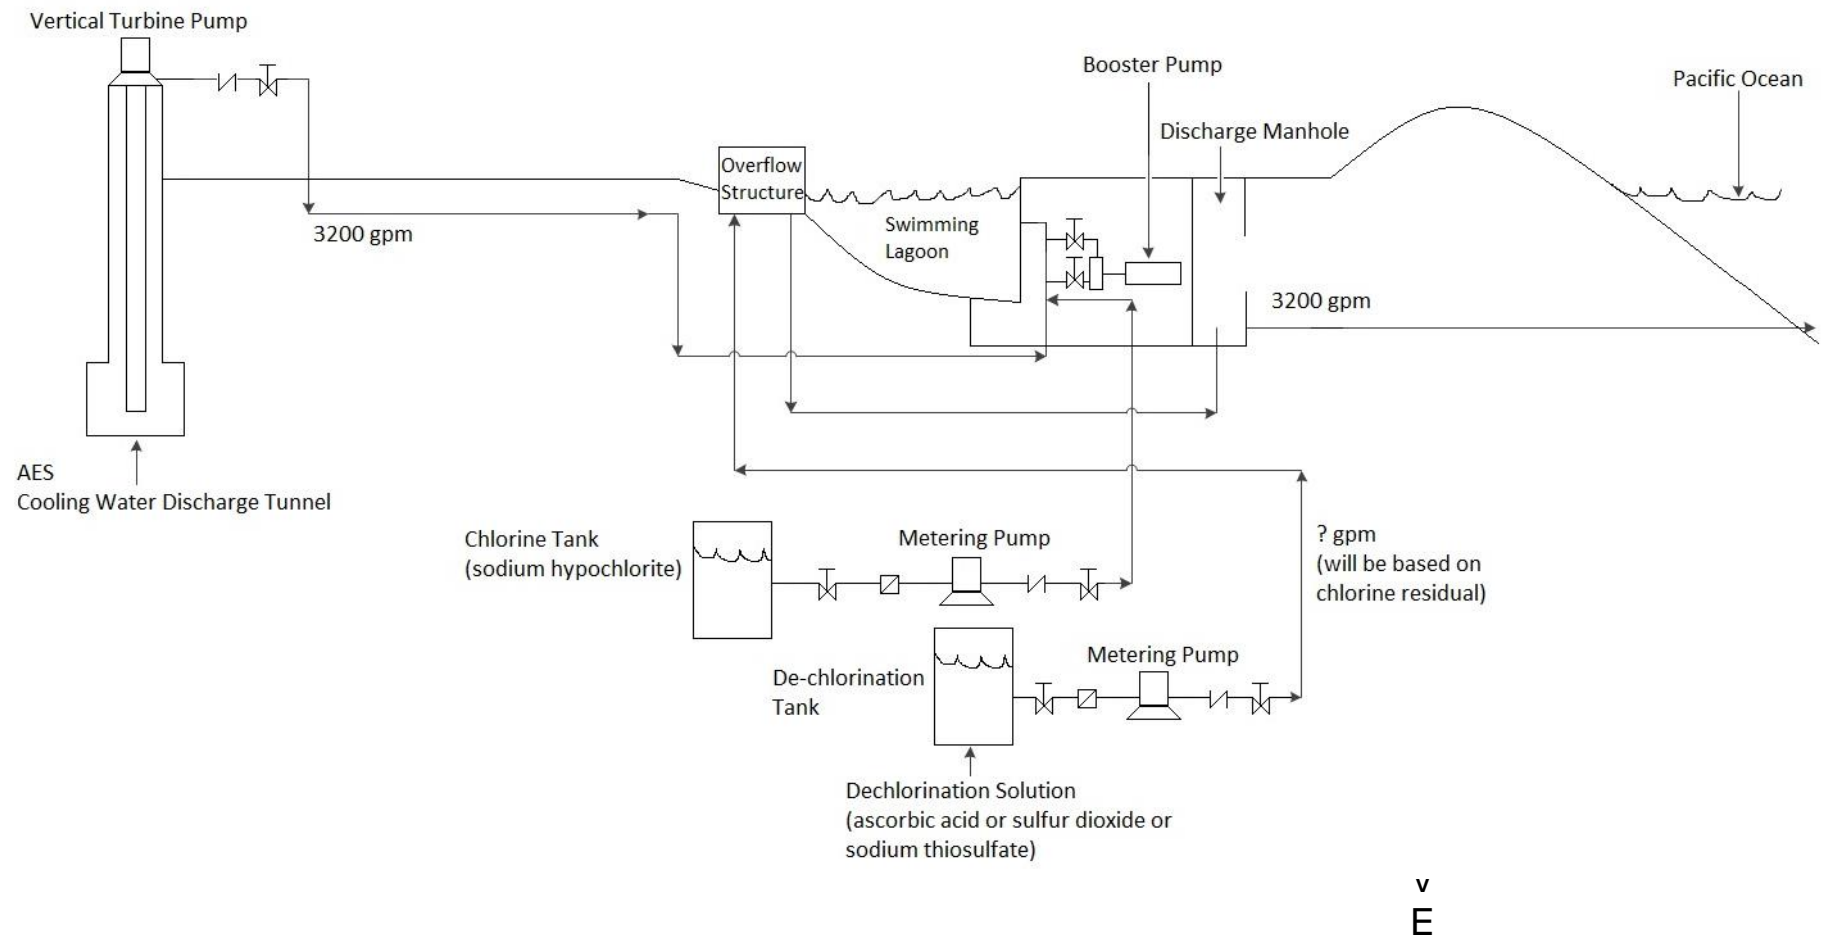 Vertical Turbine Pump
Booster Pump
Pacific Ocean
Discharge Manhole
Overflow
Structure
Swimming
Lagoon
3200 gpm
3200 gpm
AES
Cooling Water Discharge Tunnel
Chlorine Tank
(sodium hypochlorite)
Metering Pump
? gpm
(will be based on
chlorine residual)
De-chlorination
Tank
Metering Pump
Dechlorination Solution
(ascorbic acid or sulfur dioxide or
sodium thiosulfate)
v
E